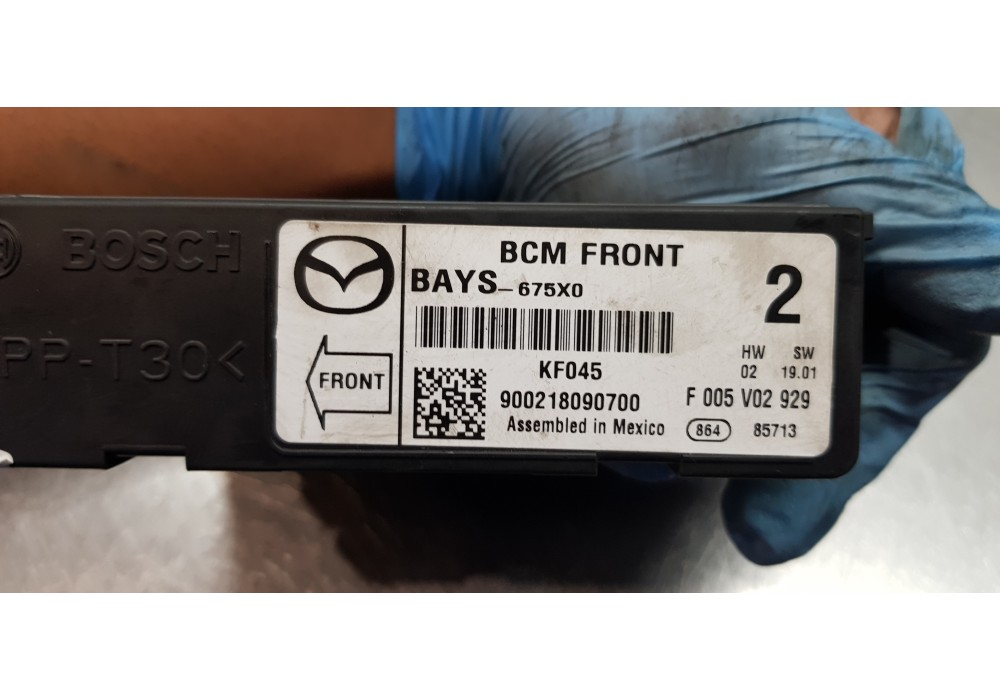 BOSCH
PP-T30<
BCM FRONT
BAYS-675X0
2
FRONT
KF045
900218090700
Assembled in Mexico
HW SW
02 19.01
F 005 V02 929
864 85713